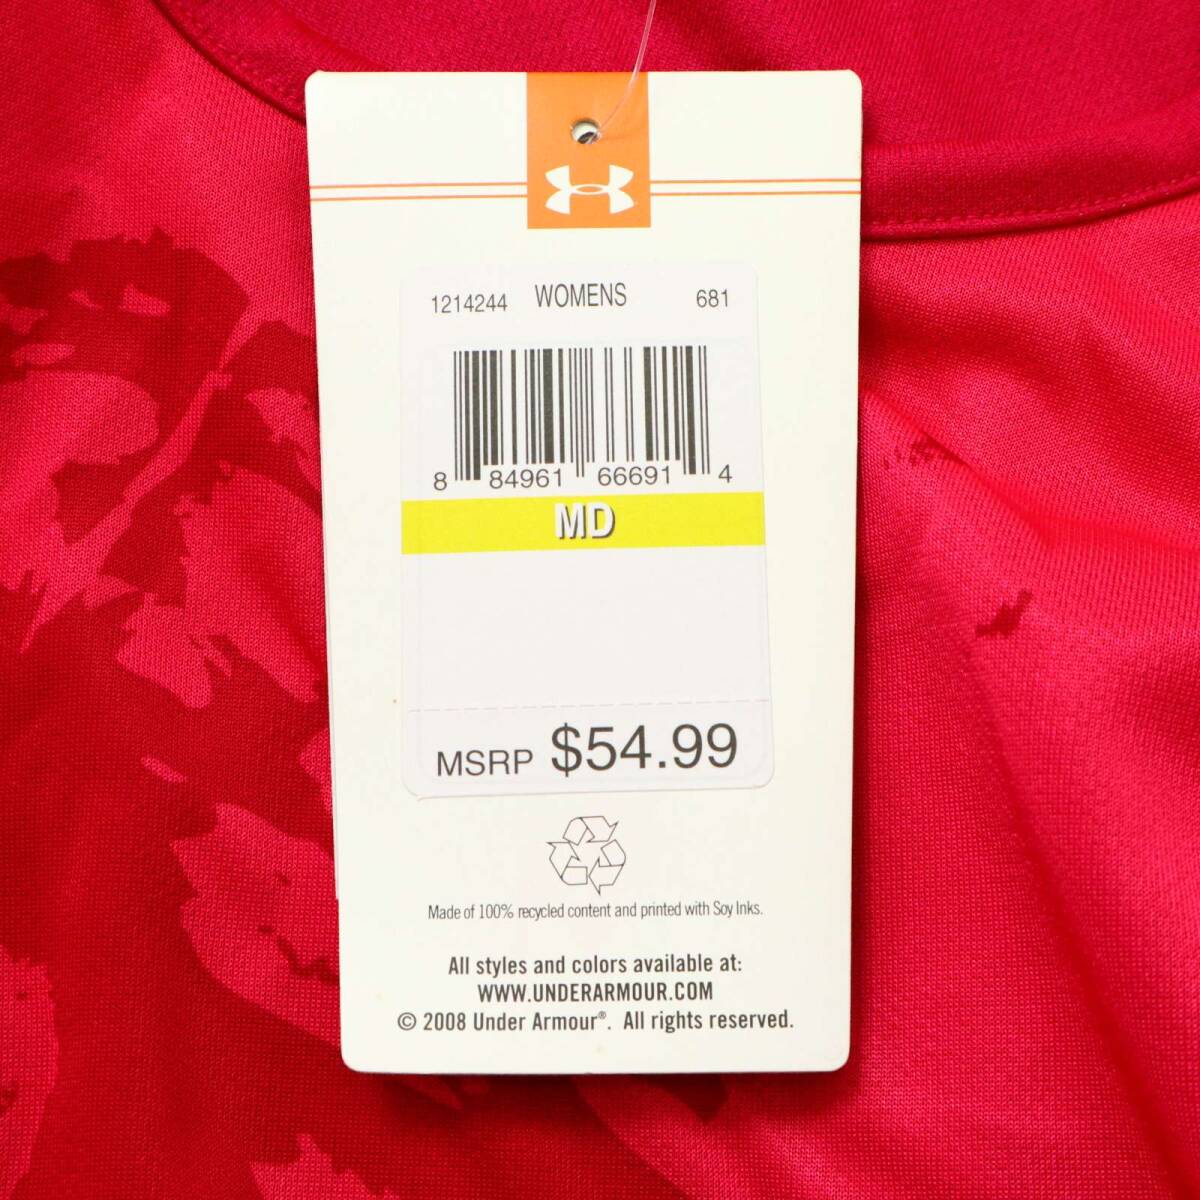 1214244 WOMENS 681
8 84961 66691 4
MD
MSRP $54.99
Made of 100% recycled content and printed with Soy Inks.
All styles and colors available at:
WWW.UNDERARMOUR.COM
© 2008 Under Armour®. All rights reserved.